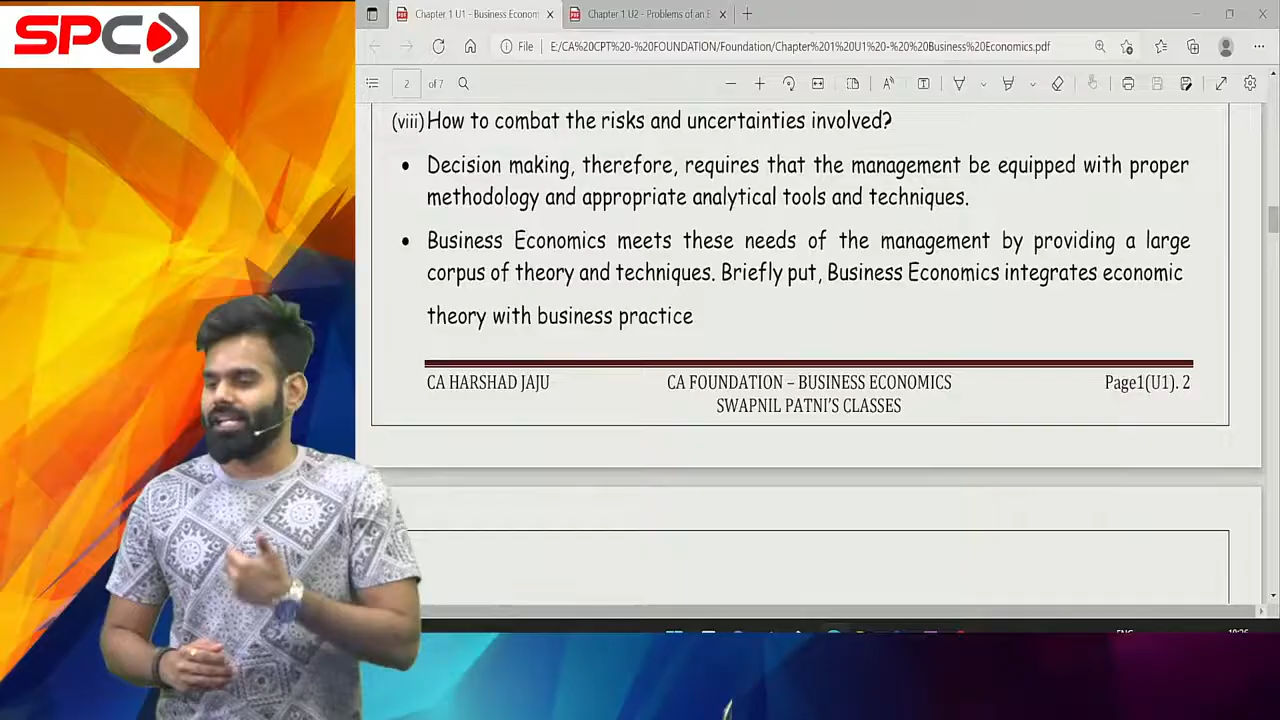 SPC
Chapter 1 U1 - Business Econom
Chapter 1 U2 - Problems of an E
File
E:/CA%20CPT%20-%20FOUNDATION/Foundation/Chapter%201%20U1%20-%20%20Business%20Economics.pdf
2 of 7
(viii) How to combat the risks and uncertainties involved?
• Decision making, therefore, requires that the management be equipped with proper
methodology and appropriate analytical tools and techniques.
• Business Economics meets these needs of the management by providing a large
corpus of theory and techniques. Briefly put, Business Economics integrates economic
theory with business practice
CA HARSHAD JAJU CA FOUNDATION – BUSINESS ECONOMICS Page1(U1). 2
SWAPNIL PATNI'S CLASSES